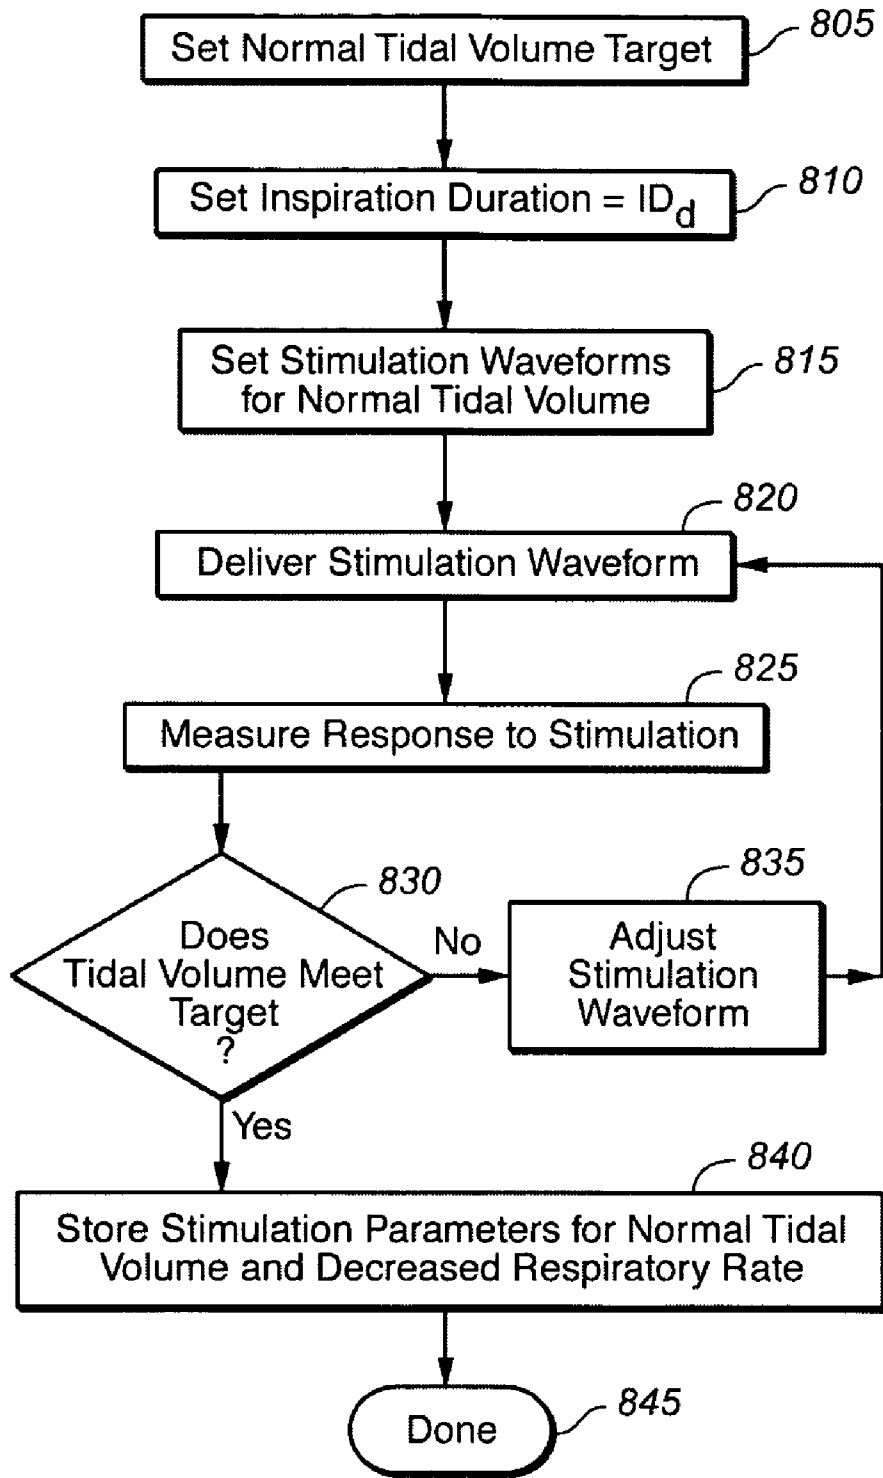 Set Normal Tidal Volume Target
805
Set Inspiration Duration = IDd
810
Set Stimulation Waveforms
for Normal Tidal Volume
815
820
Deliver Stimulation Waveform
825
Measure Response to Stimulation
830
Does
Tidal Volume Meet
Target
?
No
835
Adjust
Stimulation
Waveform
Yes
840
Store Stimulation Parameters for Normal Tidal
Volume and Decreased Respiratory Rate
Done
845